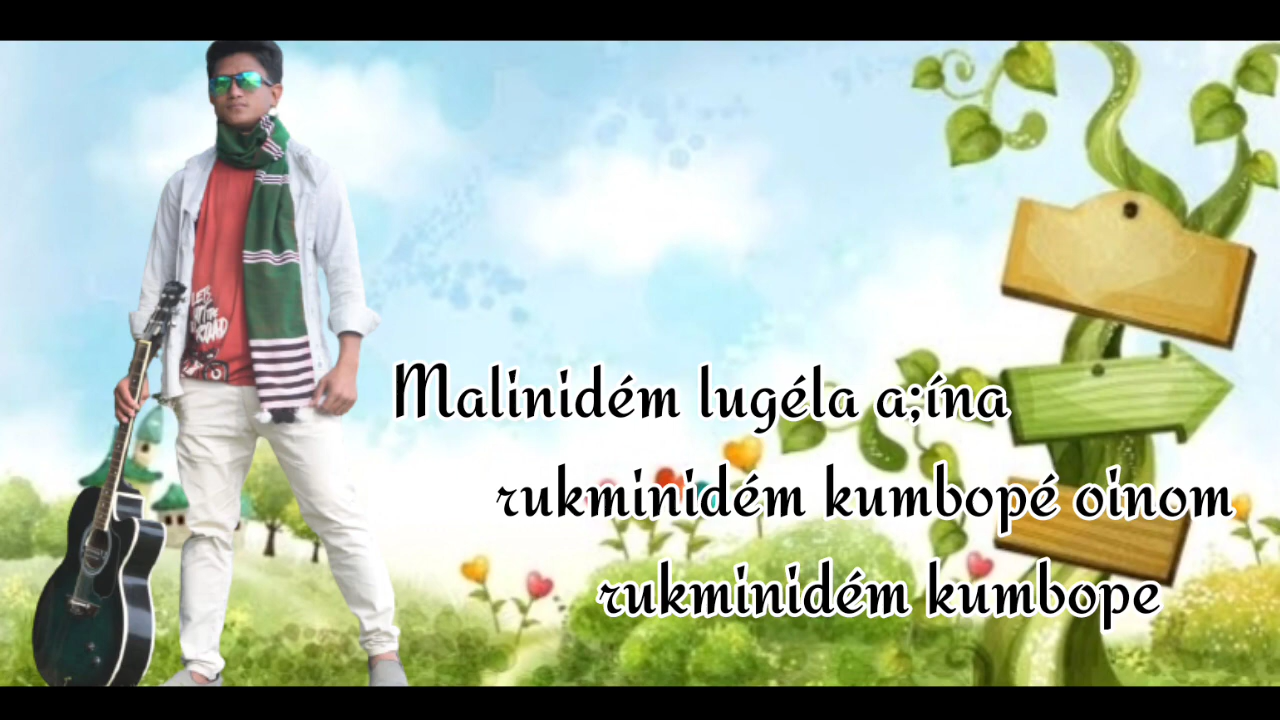 Malinidém lugéla a;ína
rukminidém kumbopé oinom
rukminidém kumbope